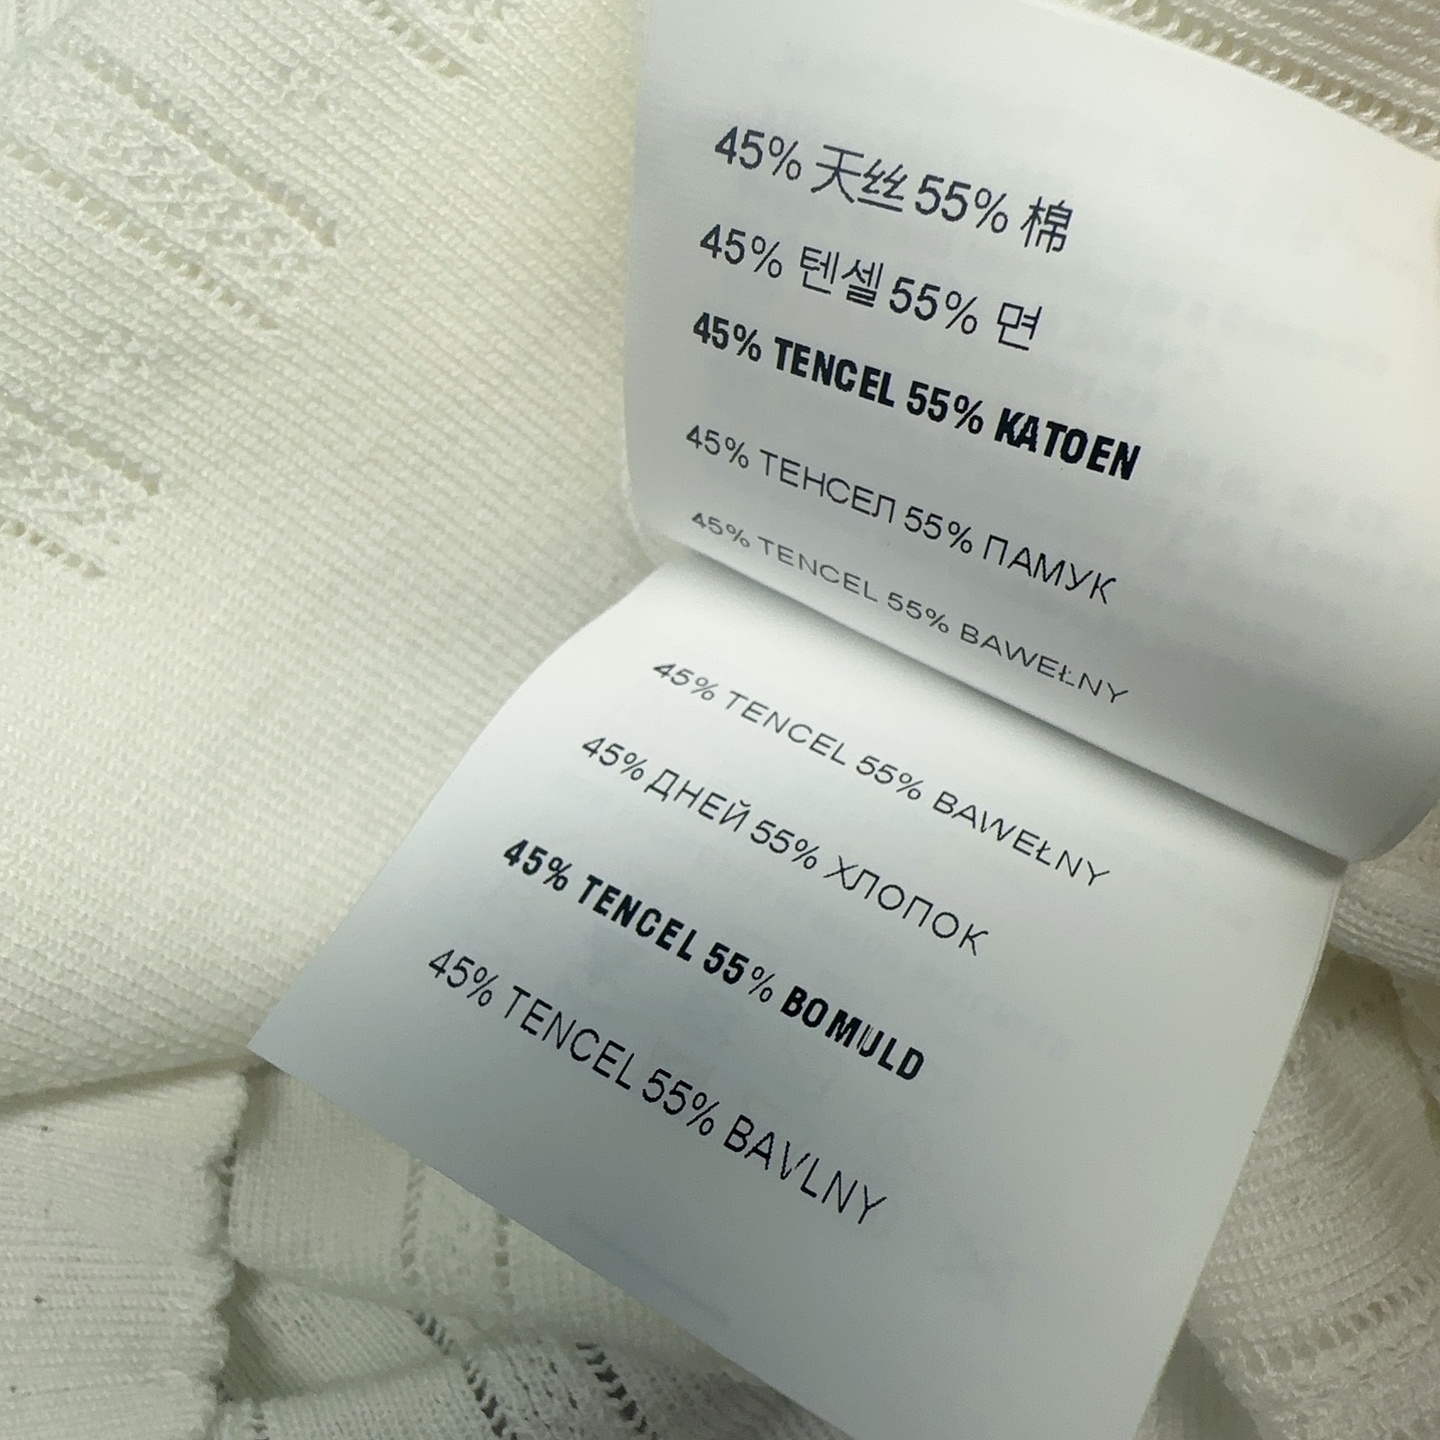 45% 天丝 55% 棉
45% 텐셀 55% 면
45% TENCEL 55% KATOEN
45% ТЕНСЕЛ 55% ПАМУК
45% TENCEL 55% BAWEŁNY
45% TENCEL 55% BAWEŁNY
45% ДНЕЙ 55% ХЛОПОК
45% TENCEL 55% BOMULD
45% TENCEL 55% BAVLNY